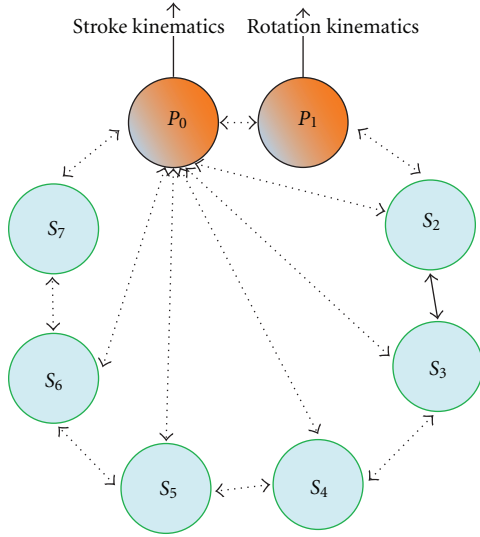 Stroke kinematics
Rotation kinematics
P₀
P₁
S₂
S₇
S₃
S₆
S₄
S₅